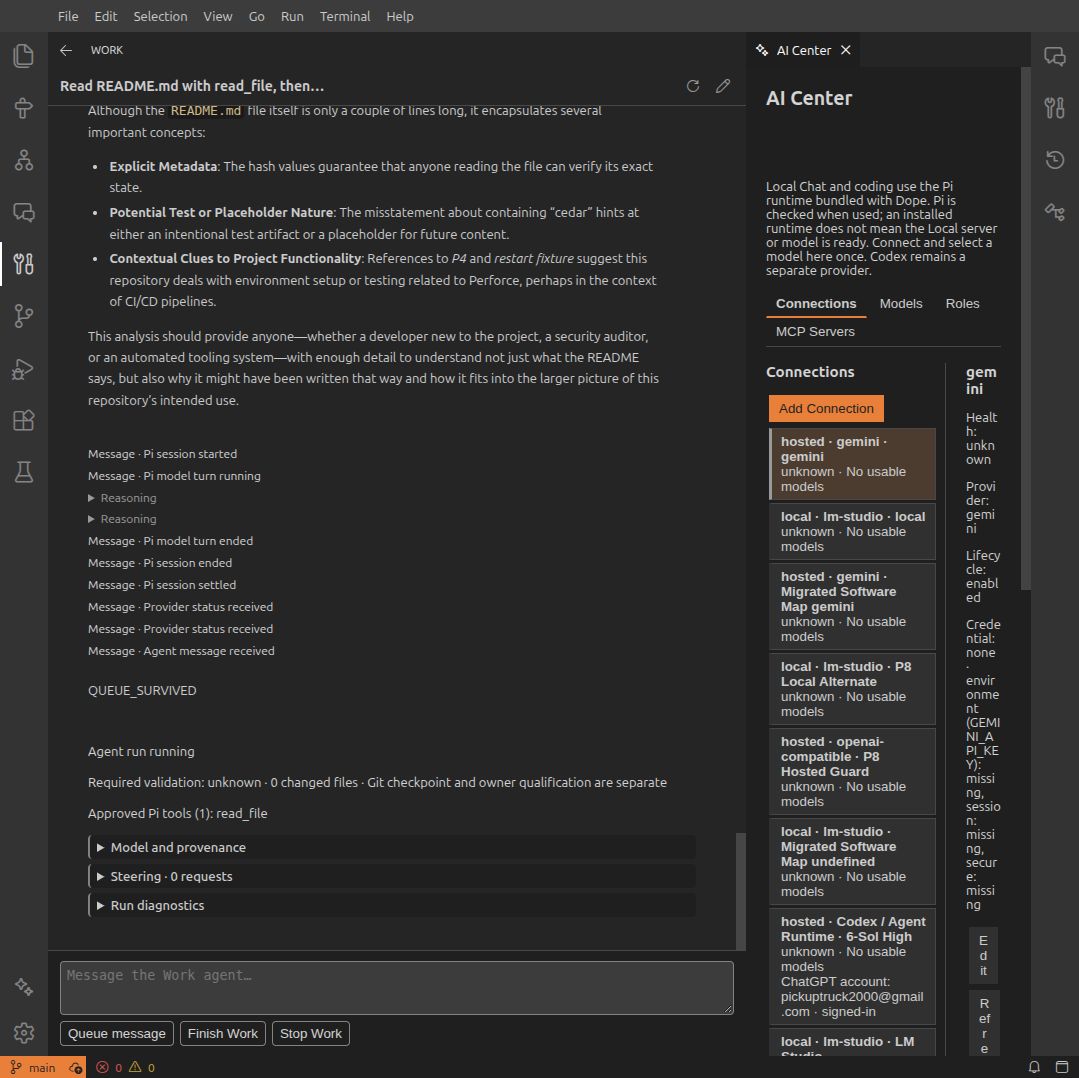 File Edit Selection View Go Run Terminal Help
WORK
Read README.md with read_file, then...
Although the README.md file itself is only a couple of lines long, it encapsulates several
important concepts:
• Explicit Metadata: The hash values guarantee that anyone reading the file can verify its exact
state.
• Potential Test or Placeholder Nature: The misstatement about containing “cedar” hints at
either an intentional test artifact or a placeholder for future content.
• Contextual Clues to Project Functionality: References to P4 and restart fixture suggest this
repository deals with environment setup or testing related to Perforce, perhaps in the context
of CI/CD pipelines.
This analysis should provide anyone—whether a developer new to the project, a security auditor,
or an automated tooling system—with enough detail to understand not just what the README
says, but also why it might have been written that way and how it fits into the larger picture of this
repository’s intended use.
Message · Pi session started
Message · Pi model turn running
Reasoning
Reasoning
Message · Pi model turn ended
Message · Pi session ended
Message · Pi session settled
Message · Provider status received
Message · Provider status received
Message · Agent message received
QUEUE_SURVIVED
Agent run running
Required validation: unknown · 0 changed files · Git checkpoint and owner qualification are separate
Approved Pi tools (1): read_file
Model and provenance
Steering · 0 requests
Run diagnostics
Message the Work agent…
Queue message Finish Work Stop Work
AI Center
AI Center
Local Chat and coding use the Pi
runtime bundled with Dope. Pi is
checked when used; an installed
runtime does not mean the Local server
or model is ready. Connect and select a
model here once. Codex remains a
separate provider.
Connections Models Roles
MCP Servers
Connections
Add Connection
hosted · gemini ·
gemini
unknown · No usable
models
local · lm-studio · local
unknown · No usable
models
hosted · gemini ·
Migrated Software
Map gemini
unknown · No usable
models
local · lm-studio · P8
Local Alternate
unknown · No usable
models
hosted · openai-
compatible · P8
Hosted Guard
unknown · No usable
models
local · lm-studio ·
Migrated Software
Map undefined
unknown · No usable
models
hosted · Codex / Agent
Runtime · 6-Sol High
unknown · No usable
models
ChatGPT account:
pickuptruck2000@gmail
.com · signed-in
local · lm-studio · LM
Studio
gem
ini
Healt
h:
unkn
own
Provi
der:
gemi
ni
Lifecy
cle:
enabl
ed
Crede
ntial:
none
·
envir
onme
nt
(GEMI
NI_A
PI_KE
Y):
missi
ng,
sessio
n:
missi
ng,
secur
e:
missi
ng
E
d
it
R
ef
r
e
main 0 0